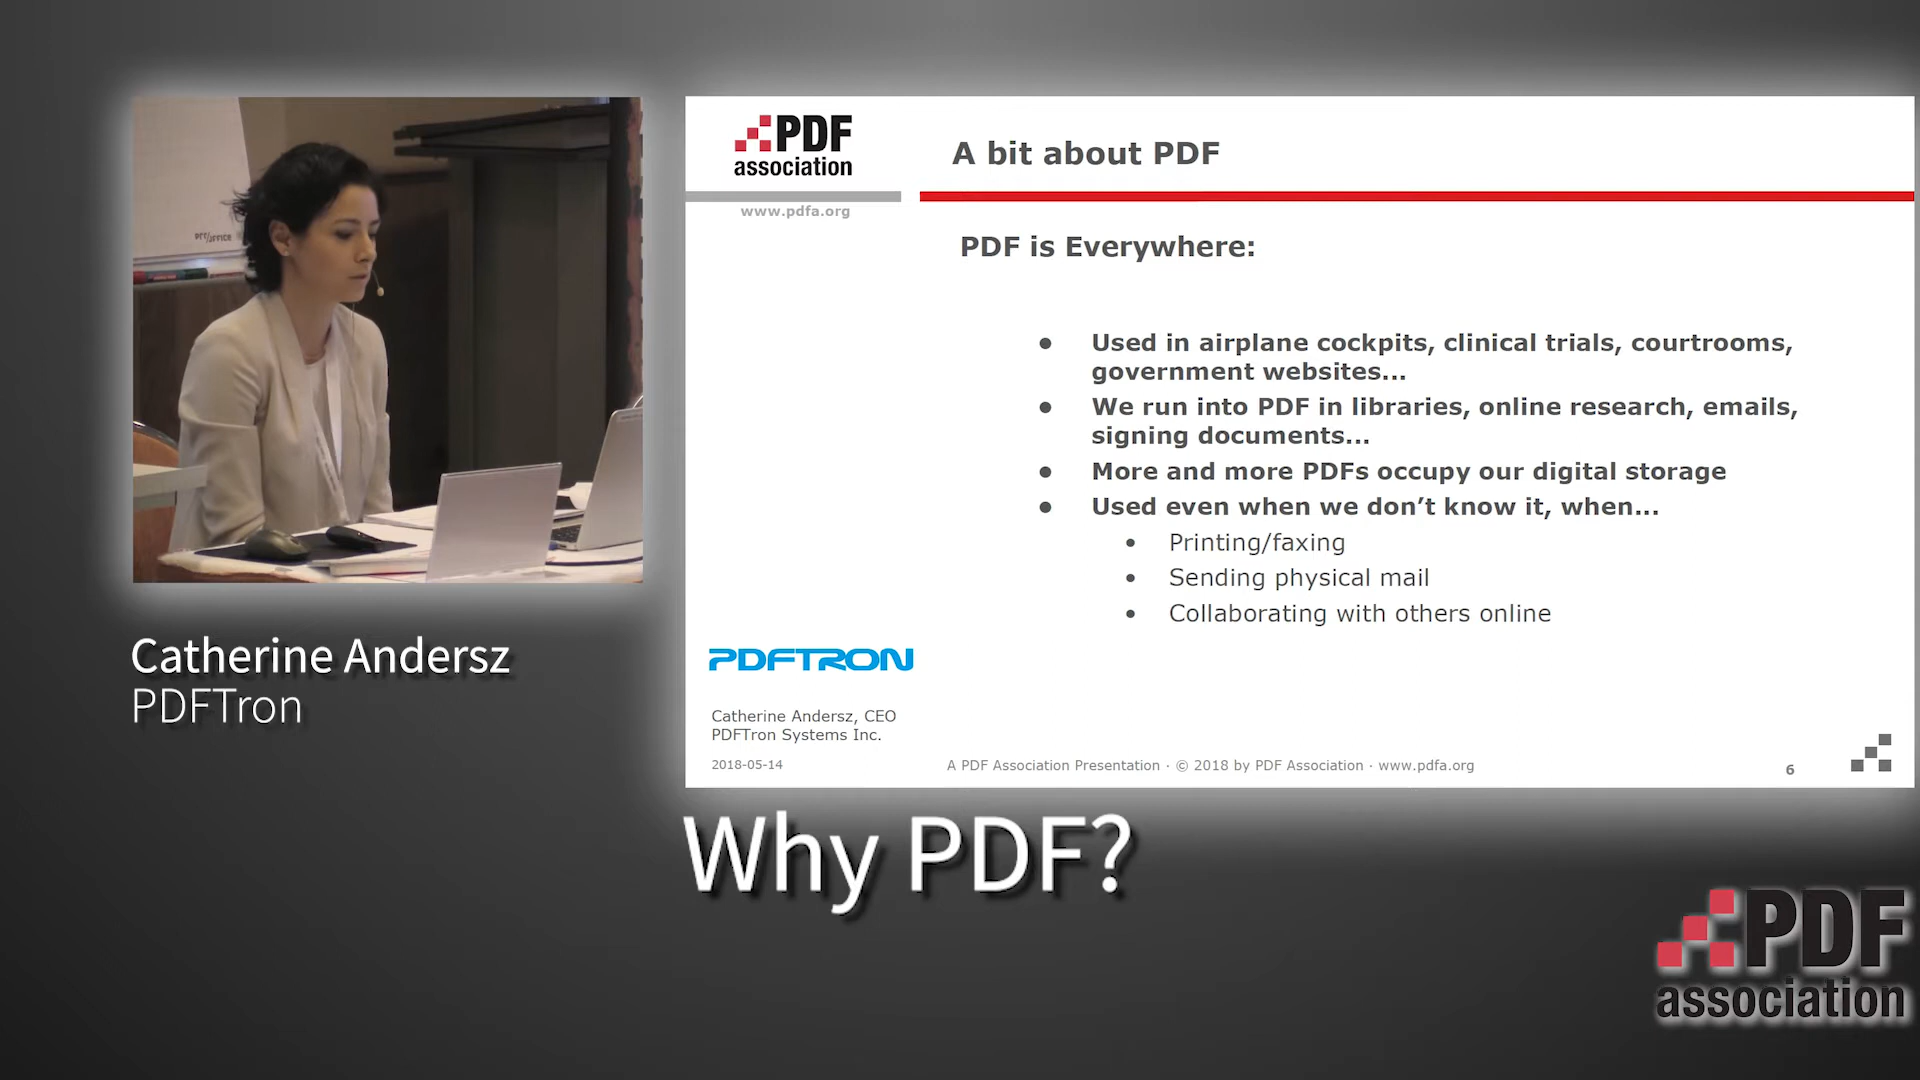 PDF
association
www.pdfa.org
A bit about PDF
PDF is Everywhere:
● Used in airplane cockpits, clinical trials, courtrooms,
government websites...
● We run into PDF in libraries, online research, emails,
signing documents...
● More and more PDFs occupy our digital storage
● Used even when we don’t know it, when...
• Printing/faxing
• Sending physical mail
• Collaborating with others online
PDFTRON
Catherine Andersz, CEO
PDFTron Systems Inc.
2018-05-14
A PDF Association Presentation · © 2018 by PDF Association · www.pdfa.org
6
Catherine Andersz
PDFTron
Why PDF?
PDF
association